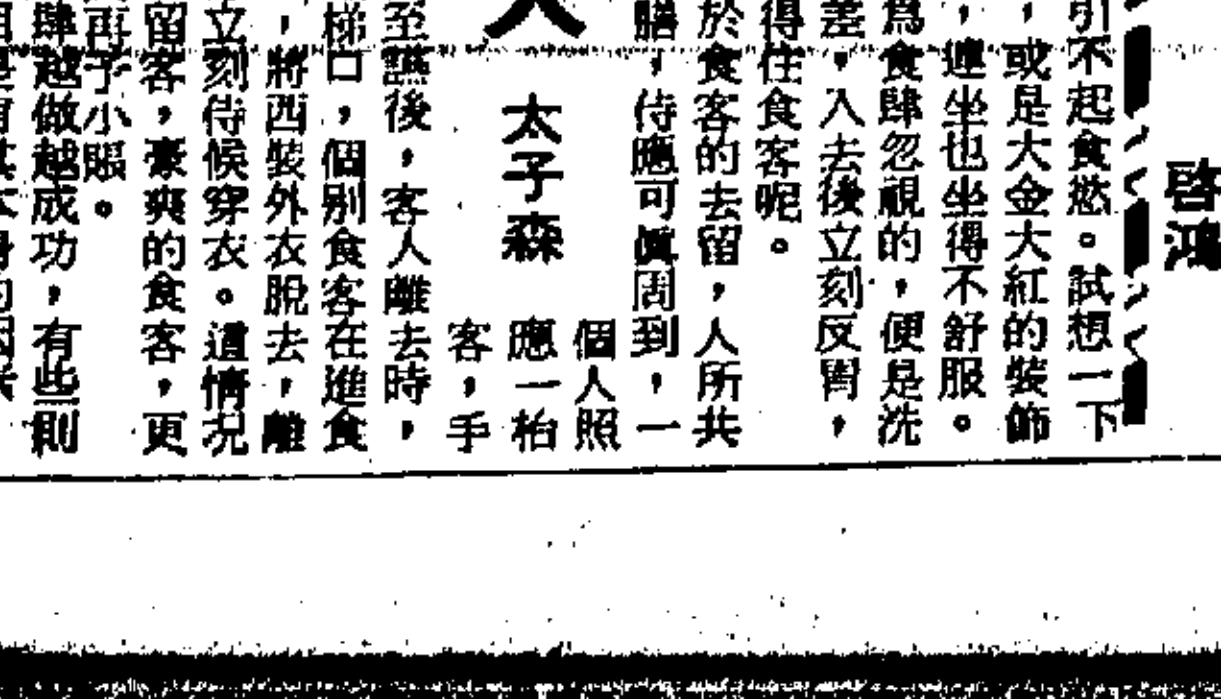 啓鴻
引不起食慾。試想一下
,或是大金大紅的裝飾
,連坐也坐得不舒服。
爲食肆忽視的,便是洗
差,入去後立刻反胃,
得住食客呢。
於食客的去留,人所共
膳,侍應可眞周到,一
個人照
應一枱
客,手
太子森
至讌後,客人離去時,
梯口,個别食客在進食
,將西裝外衣脫去,離
立刻侍候穿衣。這情况
留客,豪爽的食客,更
再予小賬。
肆越做越成功,有些則